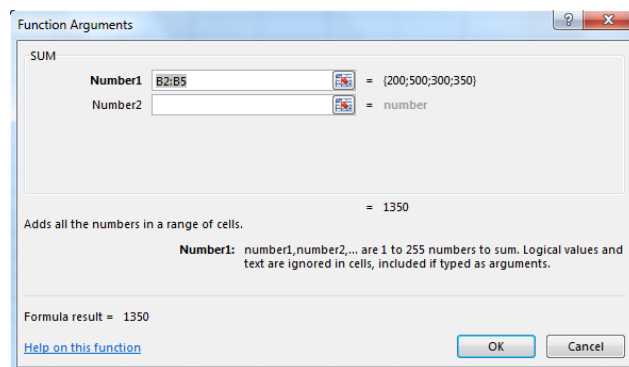 Function Arguments
?
x
SUM
Number1 B2:B5 = {200;500;300;350}
Number2 = number
= 1350
Adds all the numbers in a range of cells.
Number1: number1,number2,... are 1 to 255 numbers to sum. Logical values and
text are ignored in cells, included if typed as arguments.
Formula result = 1350
Help on this function
OK Cancel